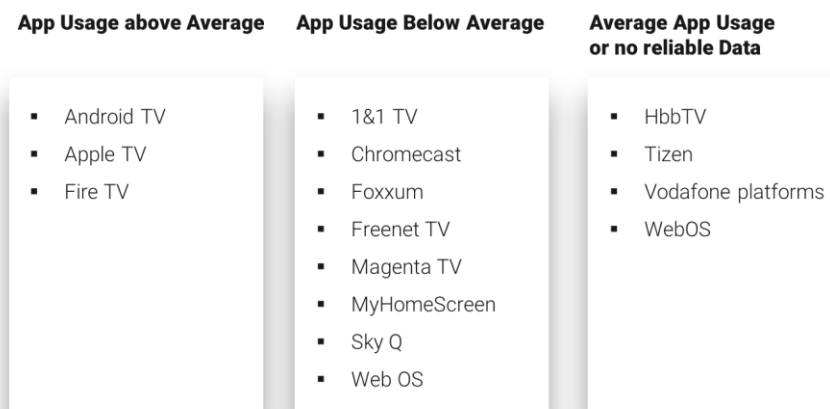 App Usage above Average
Android TV
Apple TV
Fire TV
App Usage Below Average
1&1 TV
Chromecast
Foxxum
Freenet TV
Magenta TV
MyHomeScreen
Sky Q
Web OS
Average App Usage
or no reliable Data
HbbTV
Tizen
Vodafone platforms
WebOS